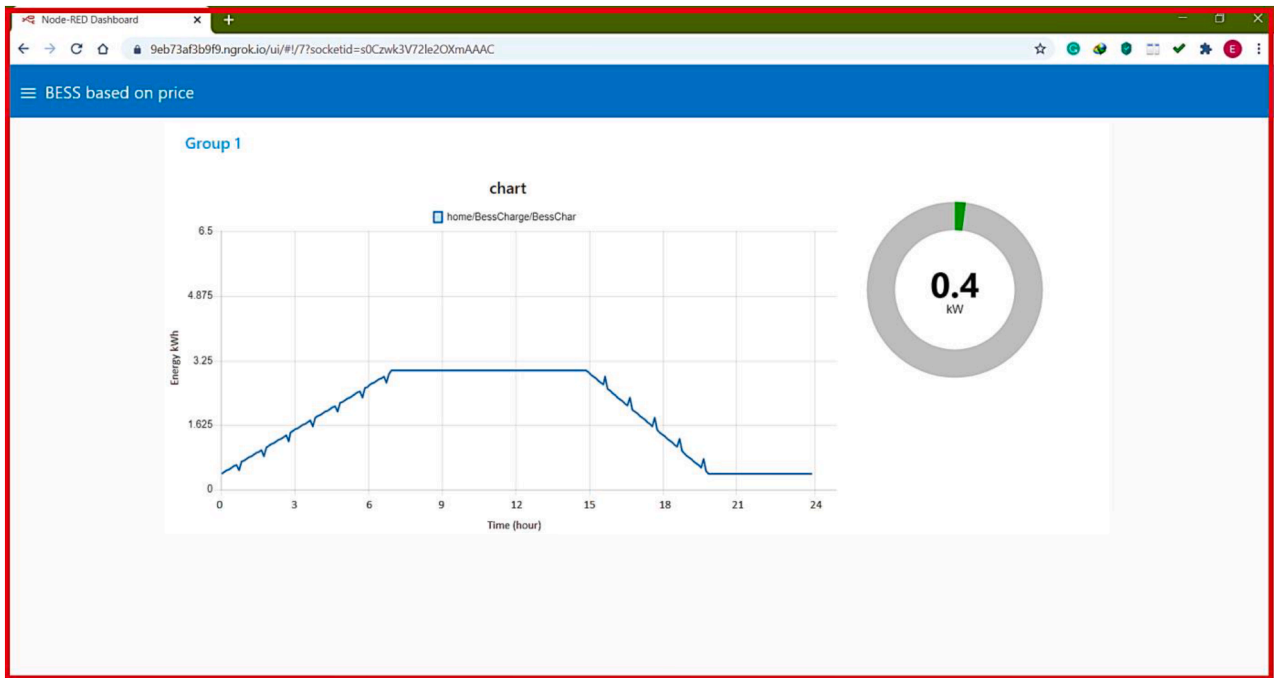 Node-RED Dashboard
9eb73af3b9f9.ngrok.io/ui/#!/7?socketid=s0Czwk3V72le2OXmAAAC
E
BESS based on price
Group 1
chart
home/BessCharge/BessChar
6.5
4.875
3.25
1.625
0
Energy kWh
0 3 6 9 12 15 18 21 24
Time (hour)
0.4
kW